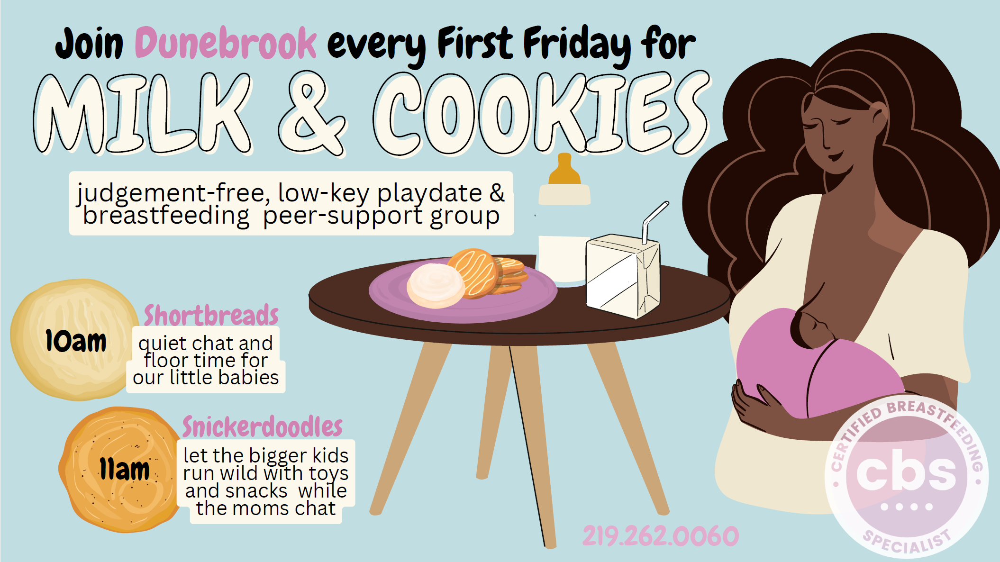 Join Dunebrook every First Friday for
MILK & COOKIES
judgement-free, low-key playdate &
breastfeeding peer-support group
10am
Shortbreads
quiet chat and
floor time for
our little babies
11am
Snickerdoodles
let the bigger kids
run wild with toys
and snacks while
the moms chat
219.262.0060
CERTIFIED BREASTFEEDING
cbs
SPECIALIST